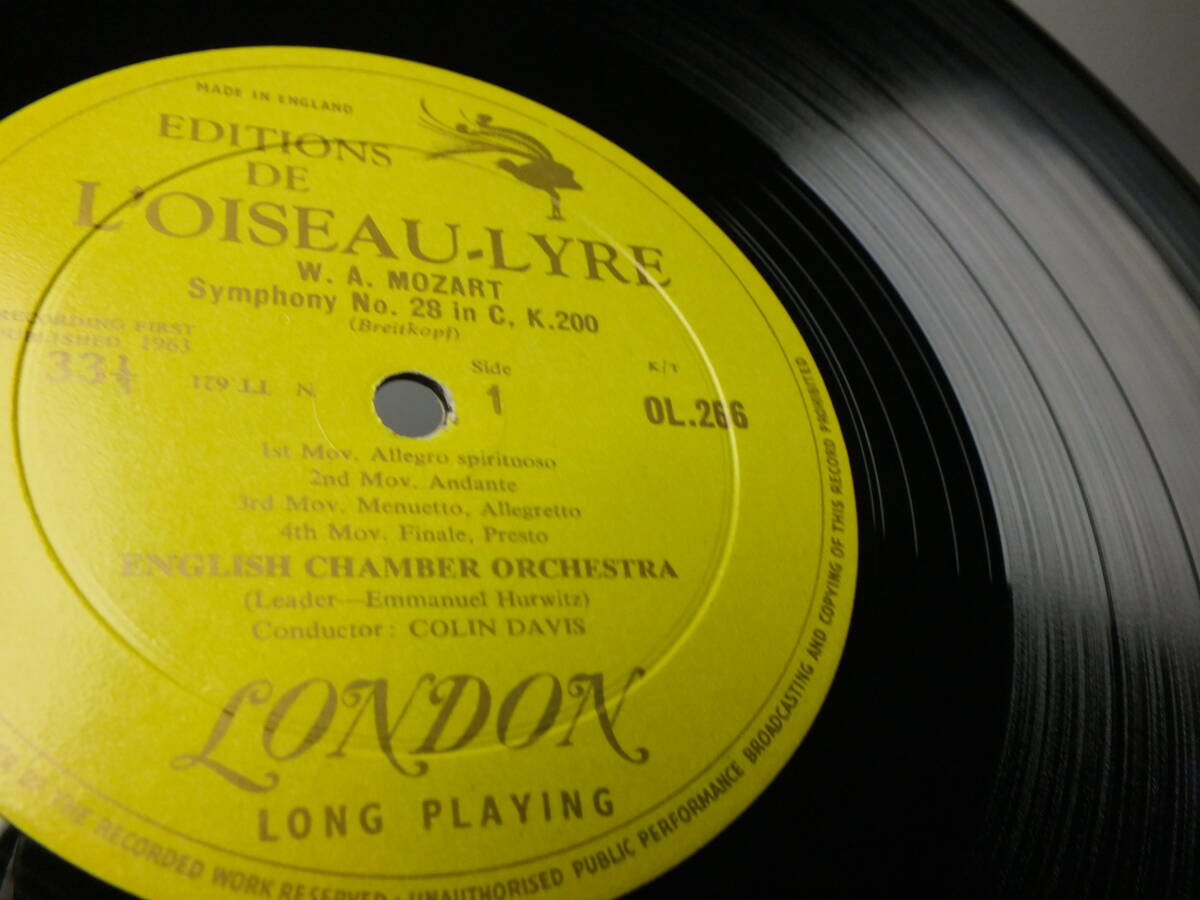 MADE IN ENGLAND
EDITIONS
DE
L'OISEAU-LYRE
W. A. MOZART
Symphony No. 28 in C, K.200
(Breitkopf)
RECORDING FIRST
PUBLISHED 1963
33⅓
TT.621 N
Side
1
K/T
OL.266
1st Mov. Allegro spirituoso
2nd Mov. Andante
3rd Mov. Menuetto, Allegretto
4th Mov. Finale, Presto
ENGLISH CHAMBER ORCHESTRA
(Leader—Emmanuel Hurwitz)
Conductor: COLIN DAVIS
LONDON
LONG PLAYING
THE RECORDED WORK RESERVED · UNAUTHORISED PUBLIC PERFORMANCE BROADCASTING AND COPYING OF THIS RECORD PROHIBITED